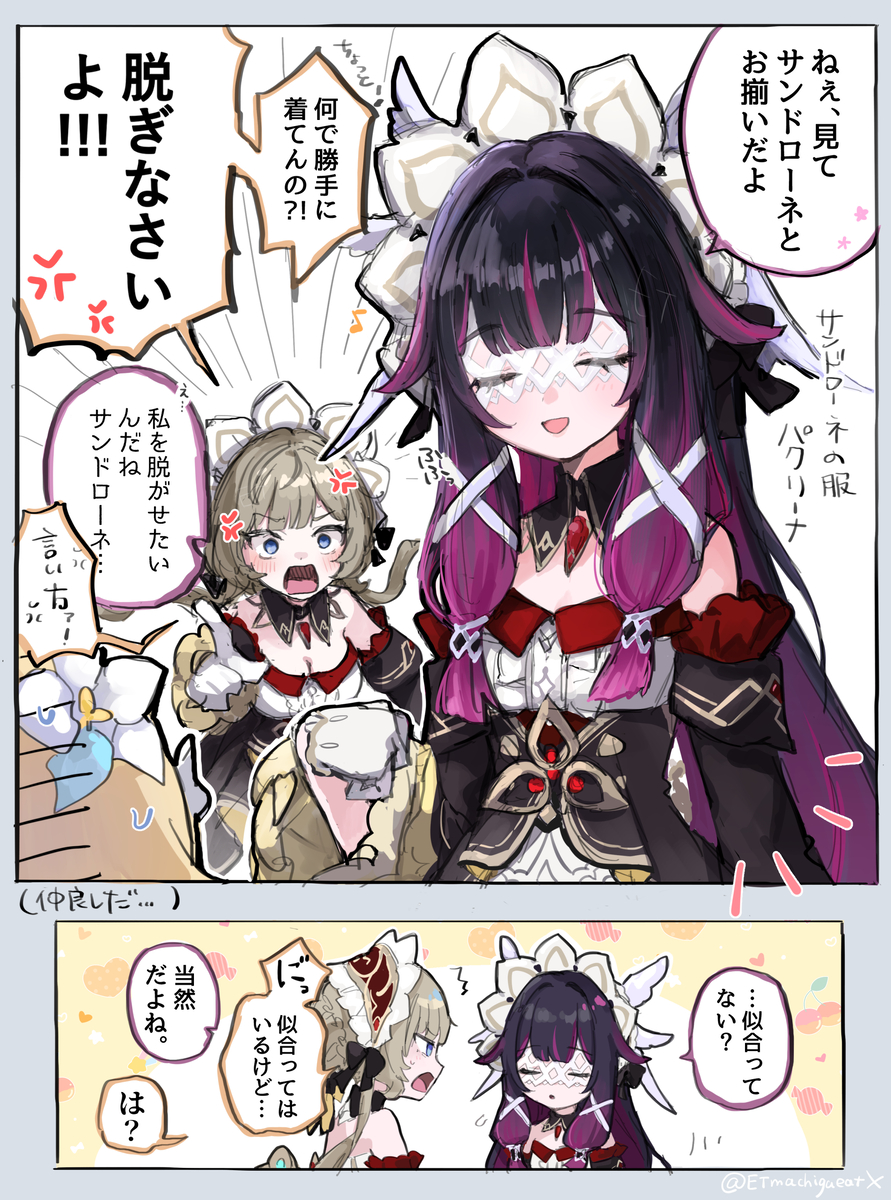 ねぇ、見て
サンドローネと
お揃いだよ
サンドローネの服
パクリーナ
ちょっと!
何で勝手に
着てんの?!
脱ぎなさい
よ!!!
ふふっ
え…
私を脱がせたい
んだね
サンドローネ…
言い方ァ!
(仲良しだ…)
…似合って
ない?
にっ
似合っては
いるけど…
当然
だよね。
は?
@ETmachigaeatX